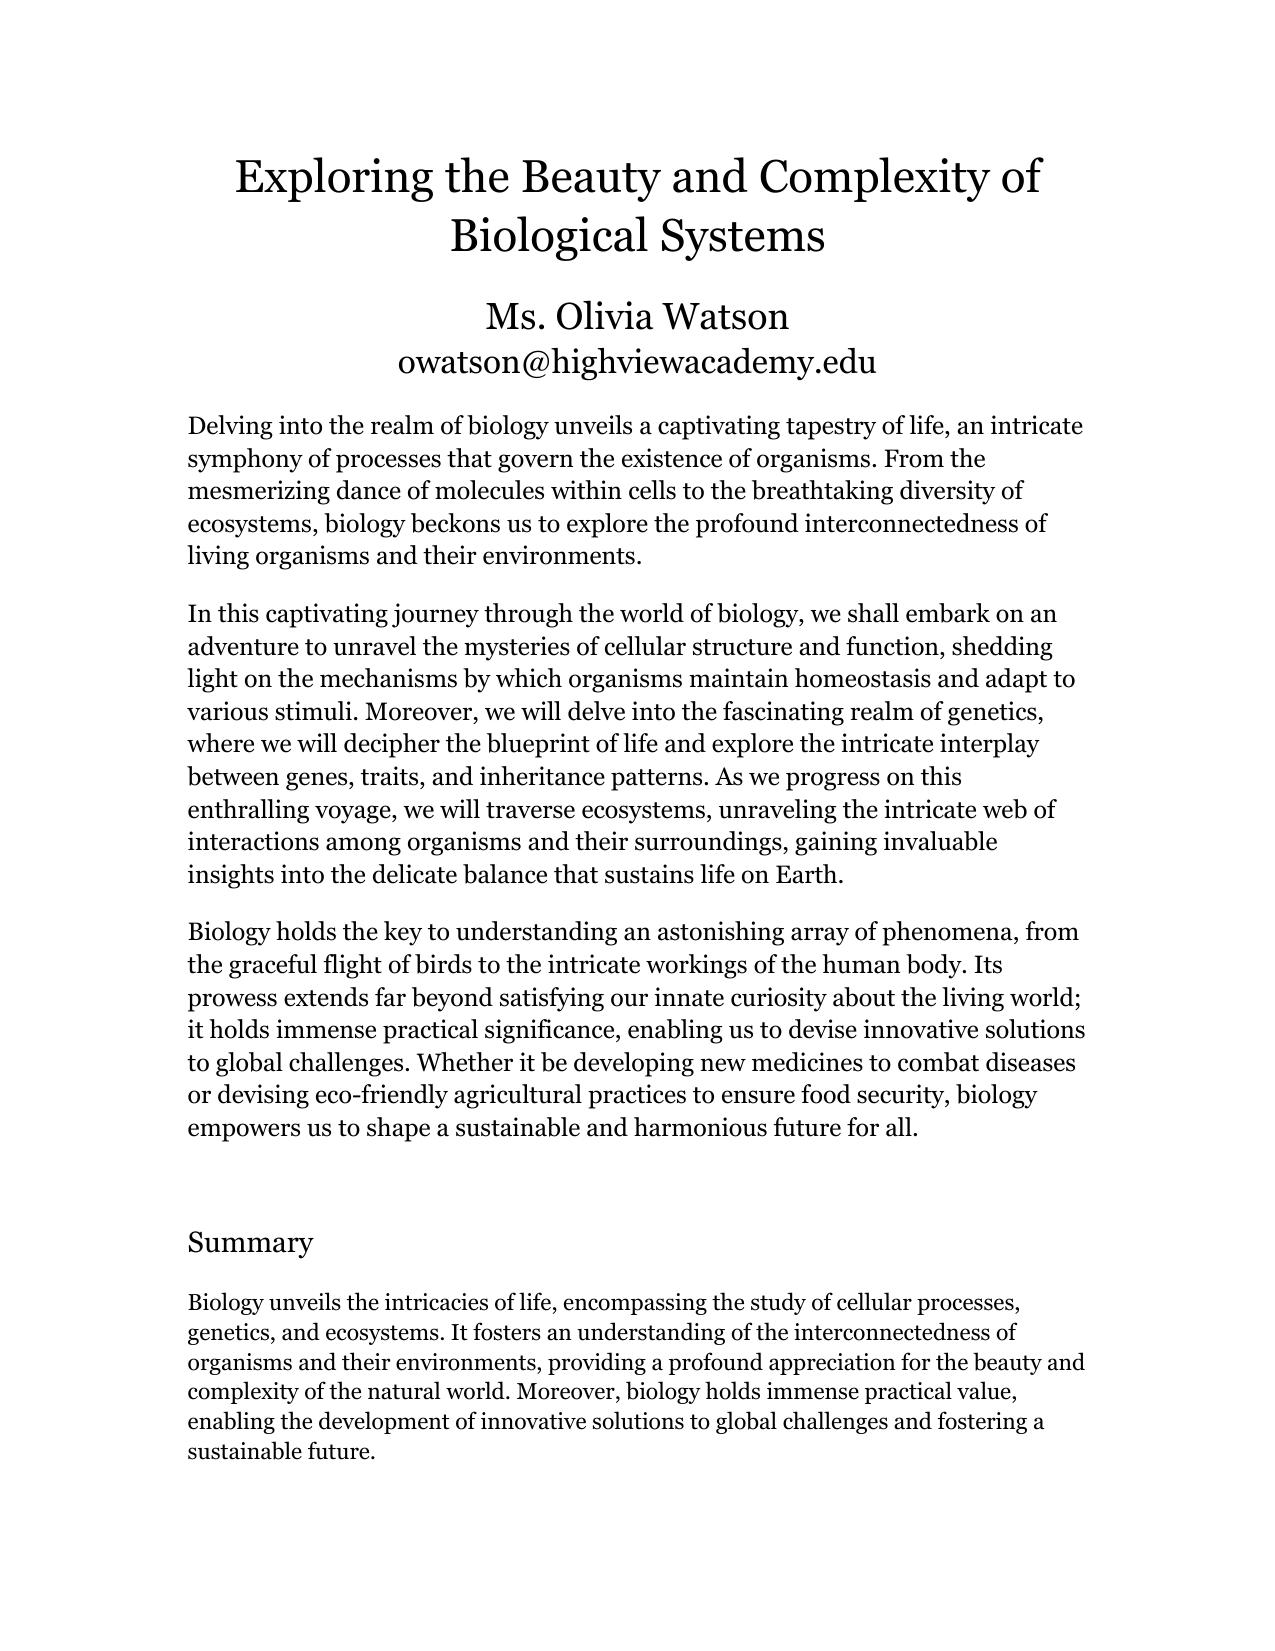 Exploring the Beauty and Complexity of
Biological Systems
Ms. Olivia Watson
owatson@highviewacademy.edu
Delving into the realm of biology unveils a captivating tapestry of life, an intricate
symphony of processes that govern the existence of organisms. From the
mesmerizing dance of molecules within cells to the breathtaking diversity of
ecosystems, biology beckons us to explore the profound interconnectedness of
living organisms and their environments.
In this captivating journey through the world of biology, we shall embark on an
adventure to unravel the mysteries of cellular structure and function, shedding
light on the mechanisms by which organisms maintain homeostasis and adapt to
various stimuli. Moreover, we will delve into the fascinating realm of genetics,
where we will decipher the blueprint of life and explore the intricate interplay
between genes, traits, and inheritance patterns. As we progress on this
enthralling voyage, we will traverse ecosystems, unraveling the intricate web of
interactions among organisms and their surroundings, gaining invaluable
insights into the delicate balance that sustains life on Earth.
Biology holds the key to understanding an astonishing array of phenomena, from
the graceful flight of birds to the intricate workings of the human body. Its
prowess extends far beyond satisfying our innate curiosity about the living world;
it holds immense practical significance, enabling us to devise innovative solutions
to global challenges. Whether it be developing new medicines to combat diseases
or devising eco-friendly agricultural practices to ensure food security, biology
empowers us to shape a sustainable and harmonious future for all.
Summary
Biology unveils the intricacies of life, encompassing the study of cellular processes,
genetics, and ecosystems. It fosters an understanding of the interconnectedness of
organisms and their environments, providing a profound appreciation for the beauty and
complexity of the natural world. Moreover, biology holds immense practical value,
enabling the development of innovative solutions to global challenges and fostering a
sustainable future.